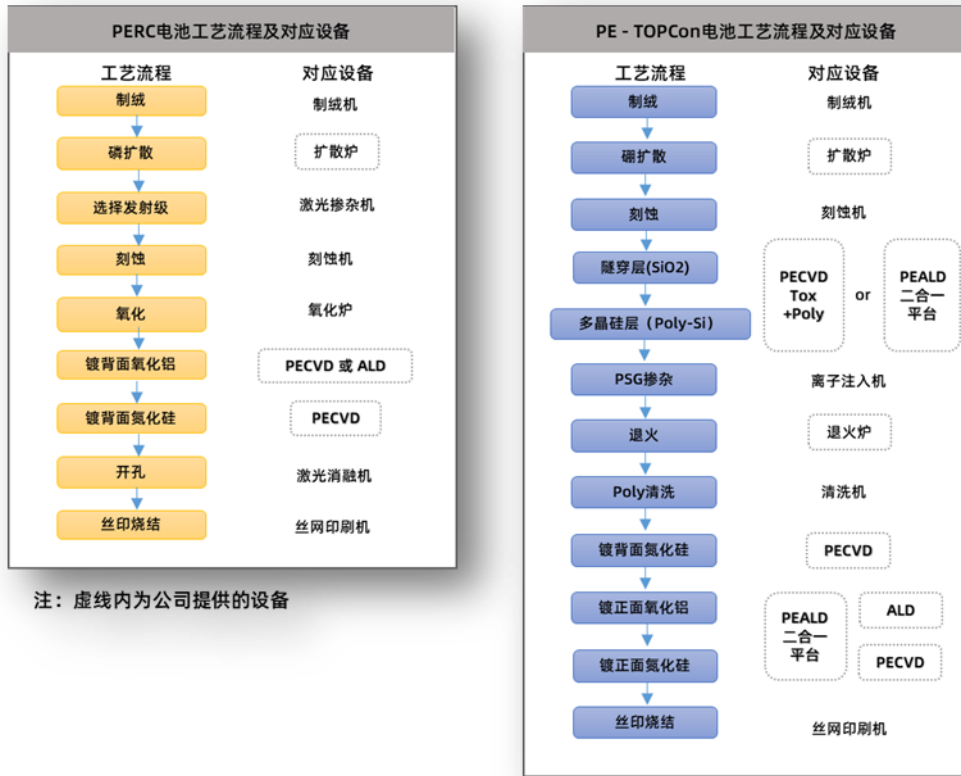 PERC电池工艺流程及对应设备
工艺流程
对应设备
制绒
制绒机
磷扩散
扩散炉
选择发射级
激光掺杂机
刻蚀
刻蚀机
氧化
氧化炉
镀背面氧化铝
PECVD 或 ALD
镀背面氮化硅
PECVD
开孔
激光消融机
丝印烧结
丝网印刷机
注：虚线内为公司提供的设备
PE - TOPCon电池工艺流程及对应设备
工艺流程
对应设备
制绒
制绒机
硼扩散
扩散炉
刻蚀
刻蚀机
隧穿层(SiO2)
多晶硅层（Poly-Si）
PECVD
Tox
+Poly
or
PEALD
二合一
平台
PSG掺杂
离子注入机
退火
退火炉
Poly清洗
清洗机
镀背面氮化硅
PECVD
镀正面氧化铝
镀正面氮化硅
PEALD
二合一
平台
ALD
PECVD
丝印烧结
丝网印刷机